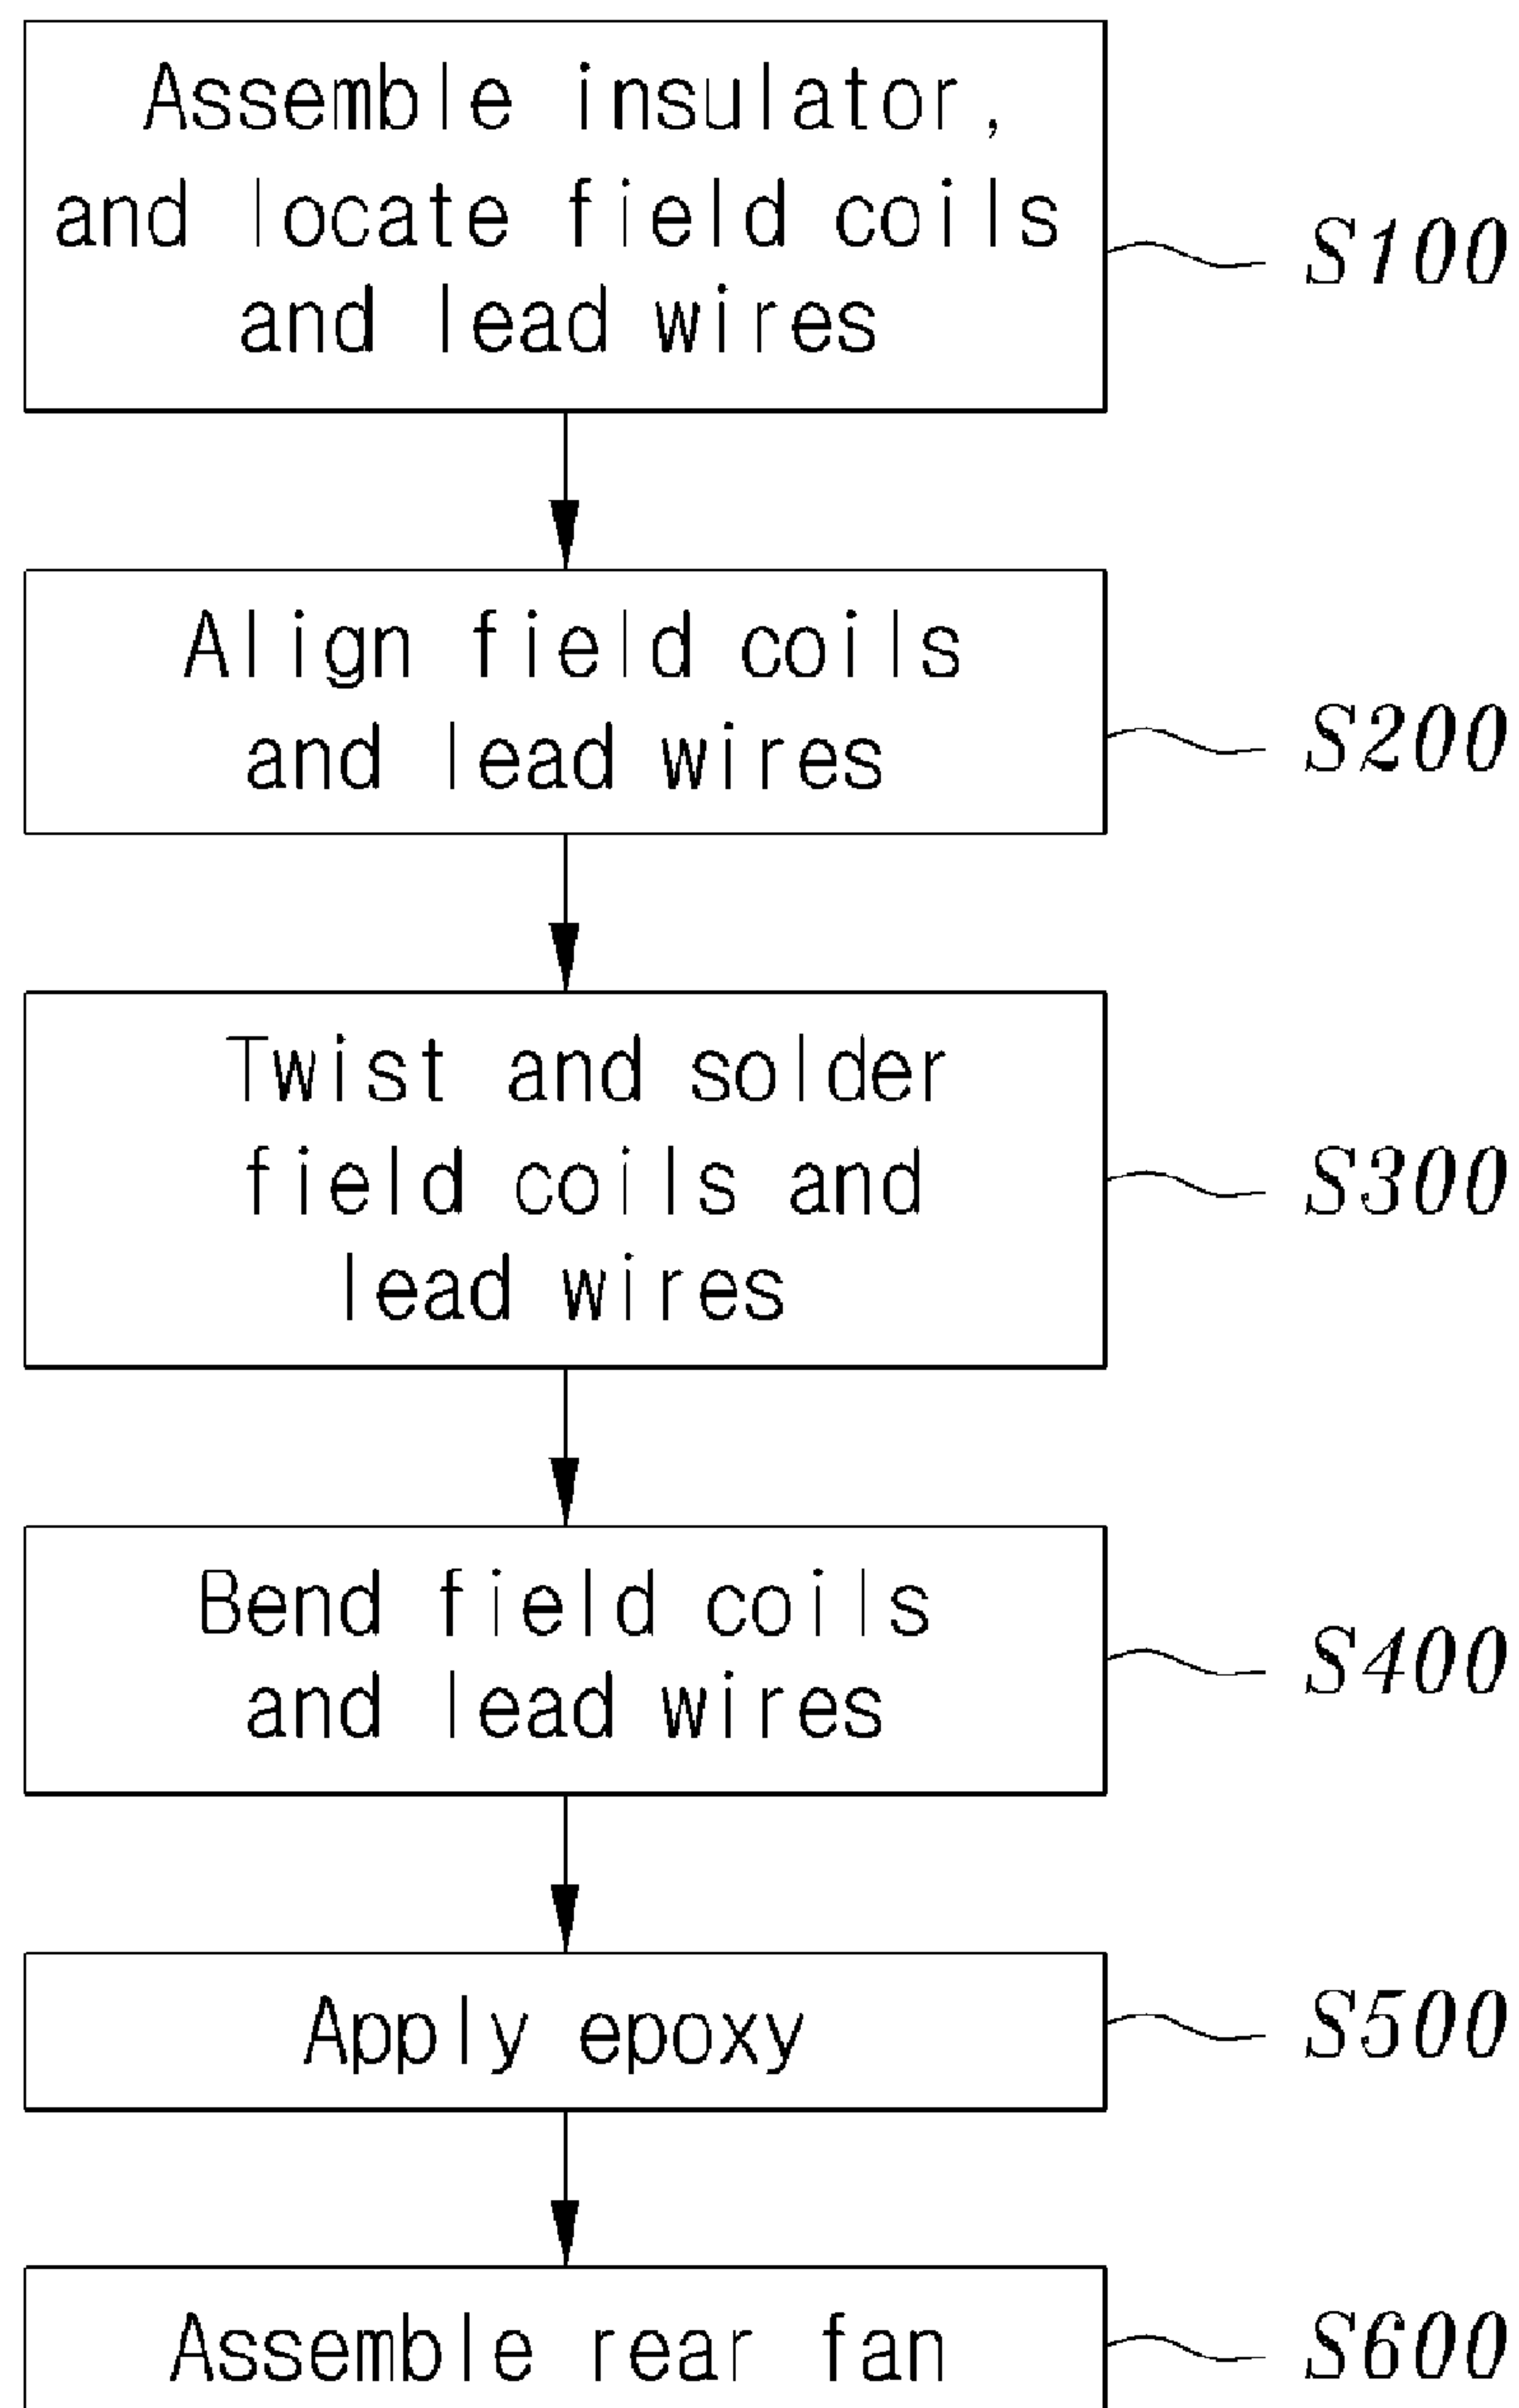 Assemble insulator,
and locate field coils
and lead wires
S100
Align field coils
and lead wires
S200
Twist and solder
field coils and
lead wires
S300
Bend field coils
and lead wires
S400
Apply epoxy
S500
Assemble rear fan
S600